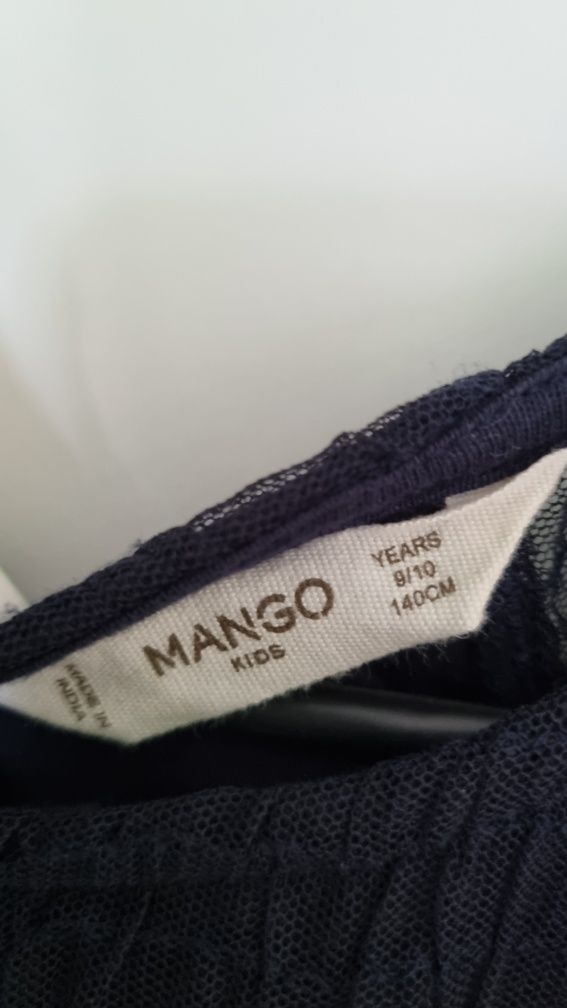 MANGO
KIDS
YEARS
9/10
140CM
MADE IN
INDIA